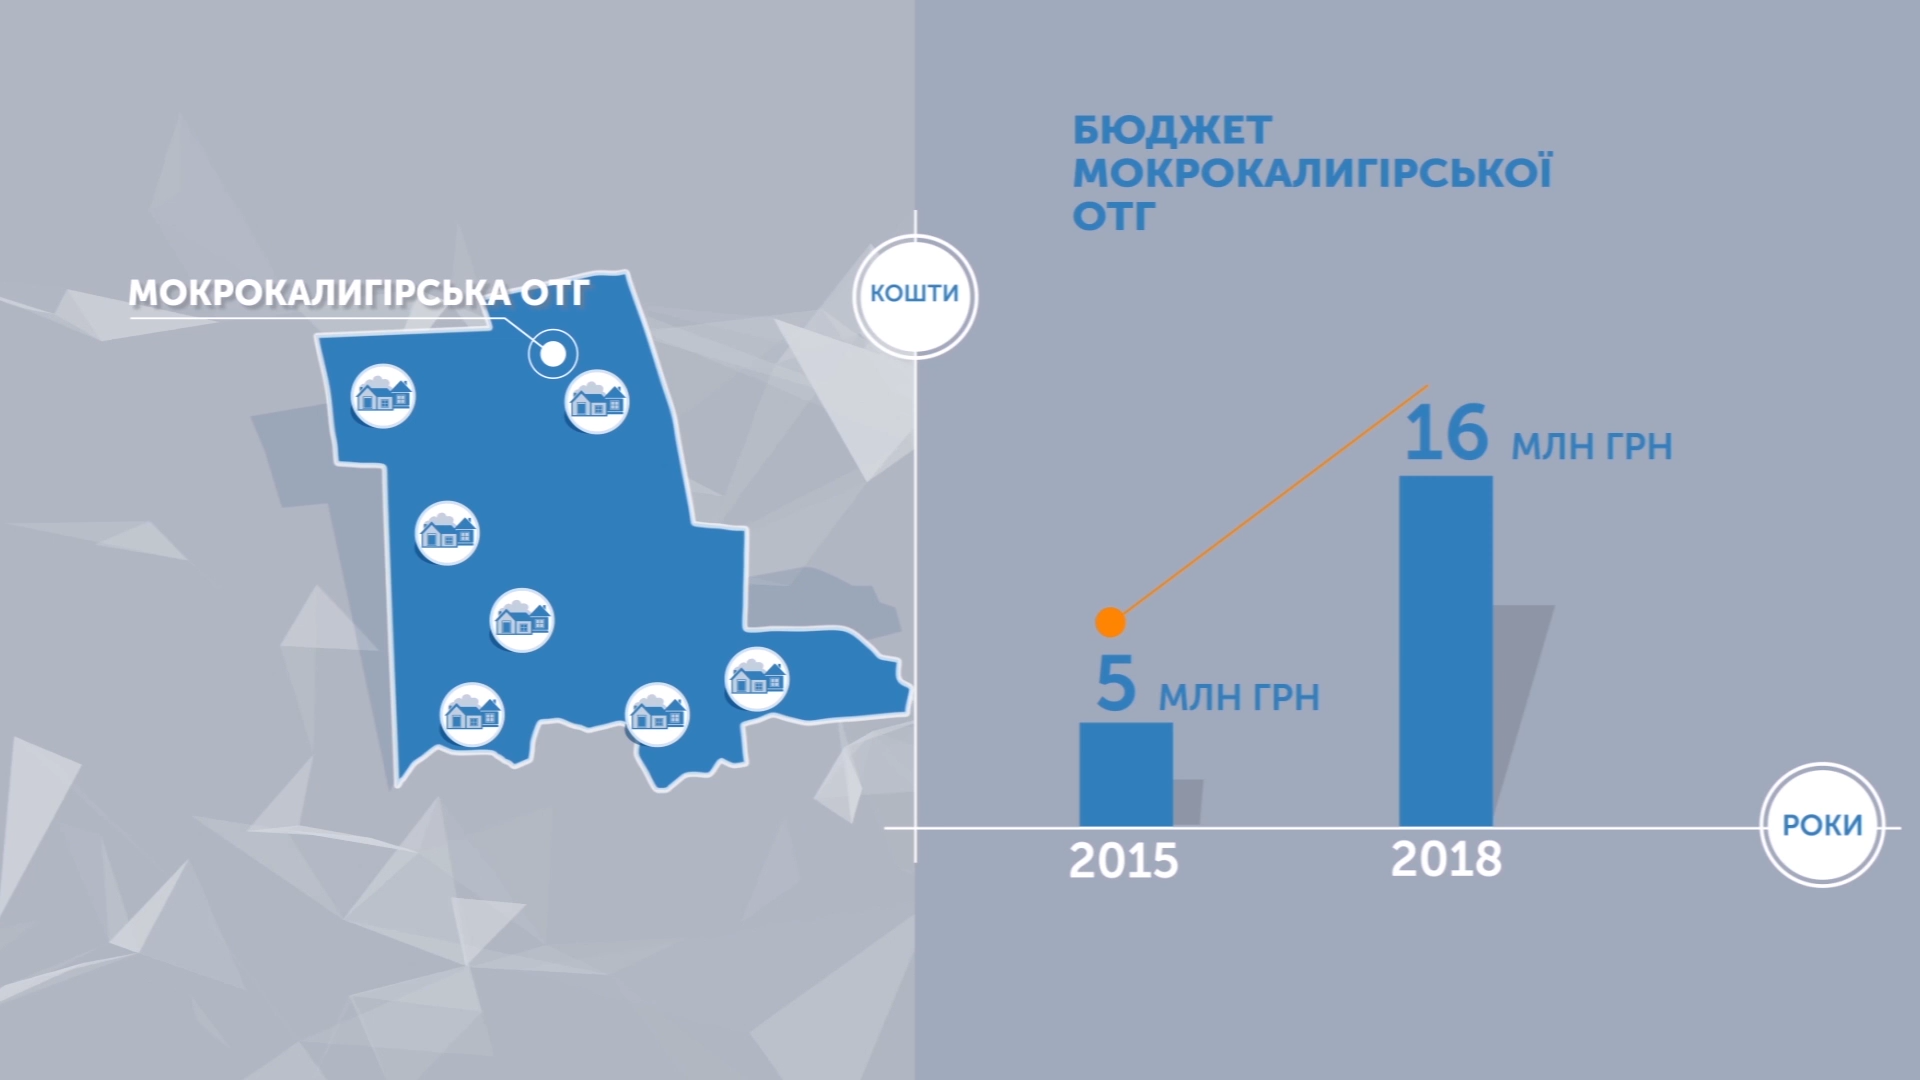 МОКРОКАЛИГІРСЬКА ОТГ
БЮДЖЕТ
МОКРОКАЛИГІРСЬКОЇ
ОТГ
КОШТИ
16 МЛН ГРН
5 МЛН ГРН
РОКИ
2015
2018